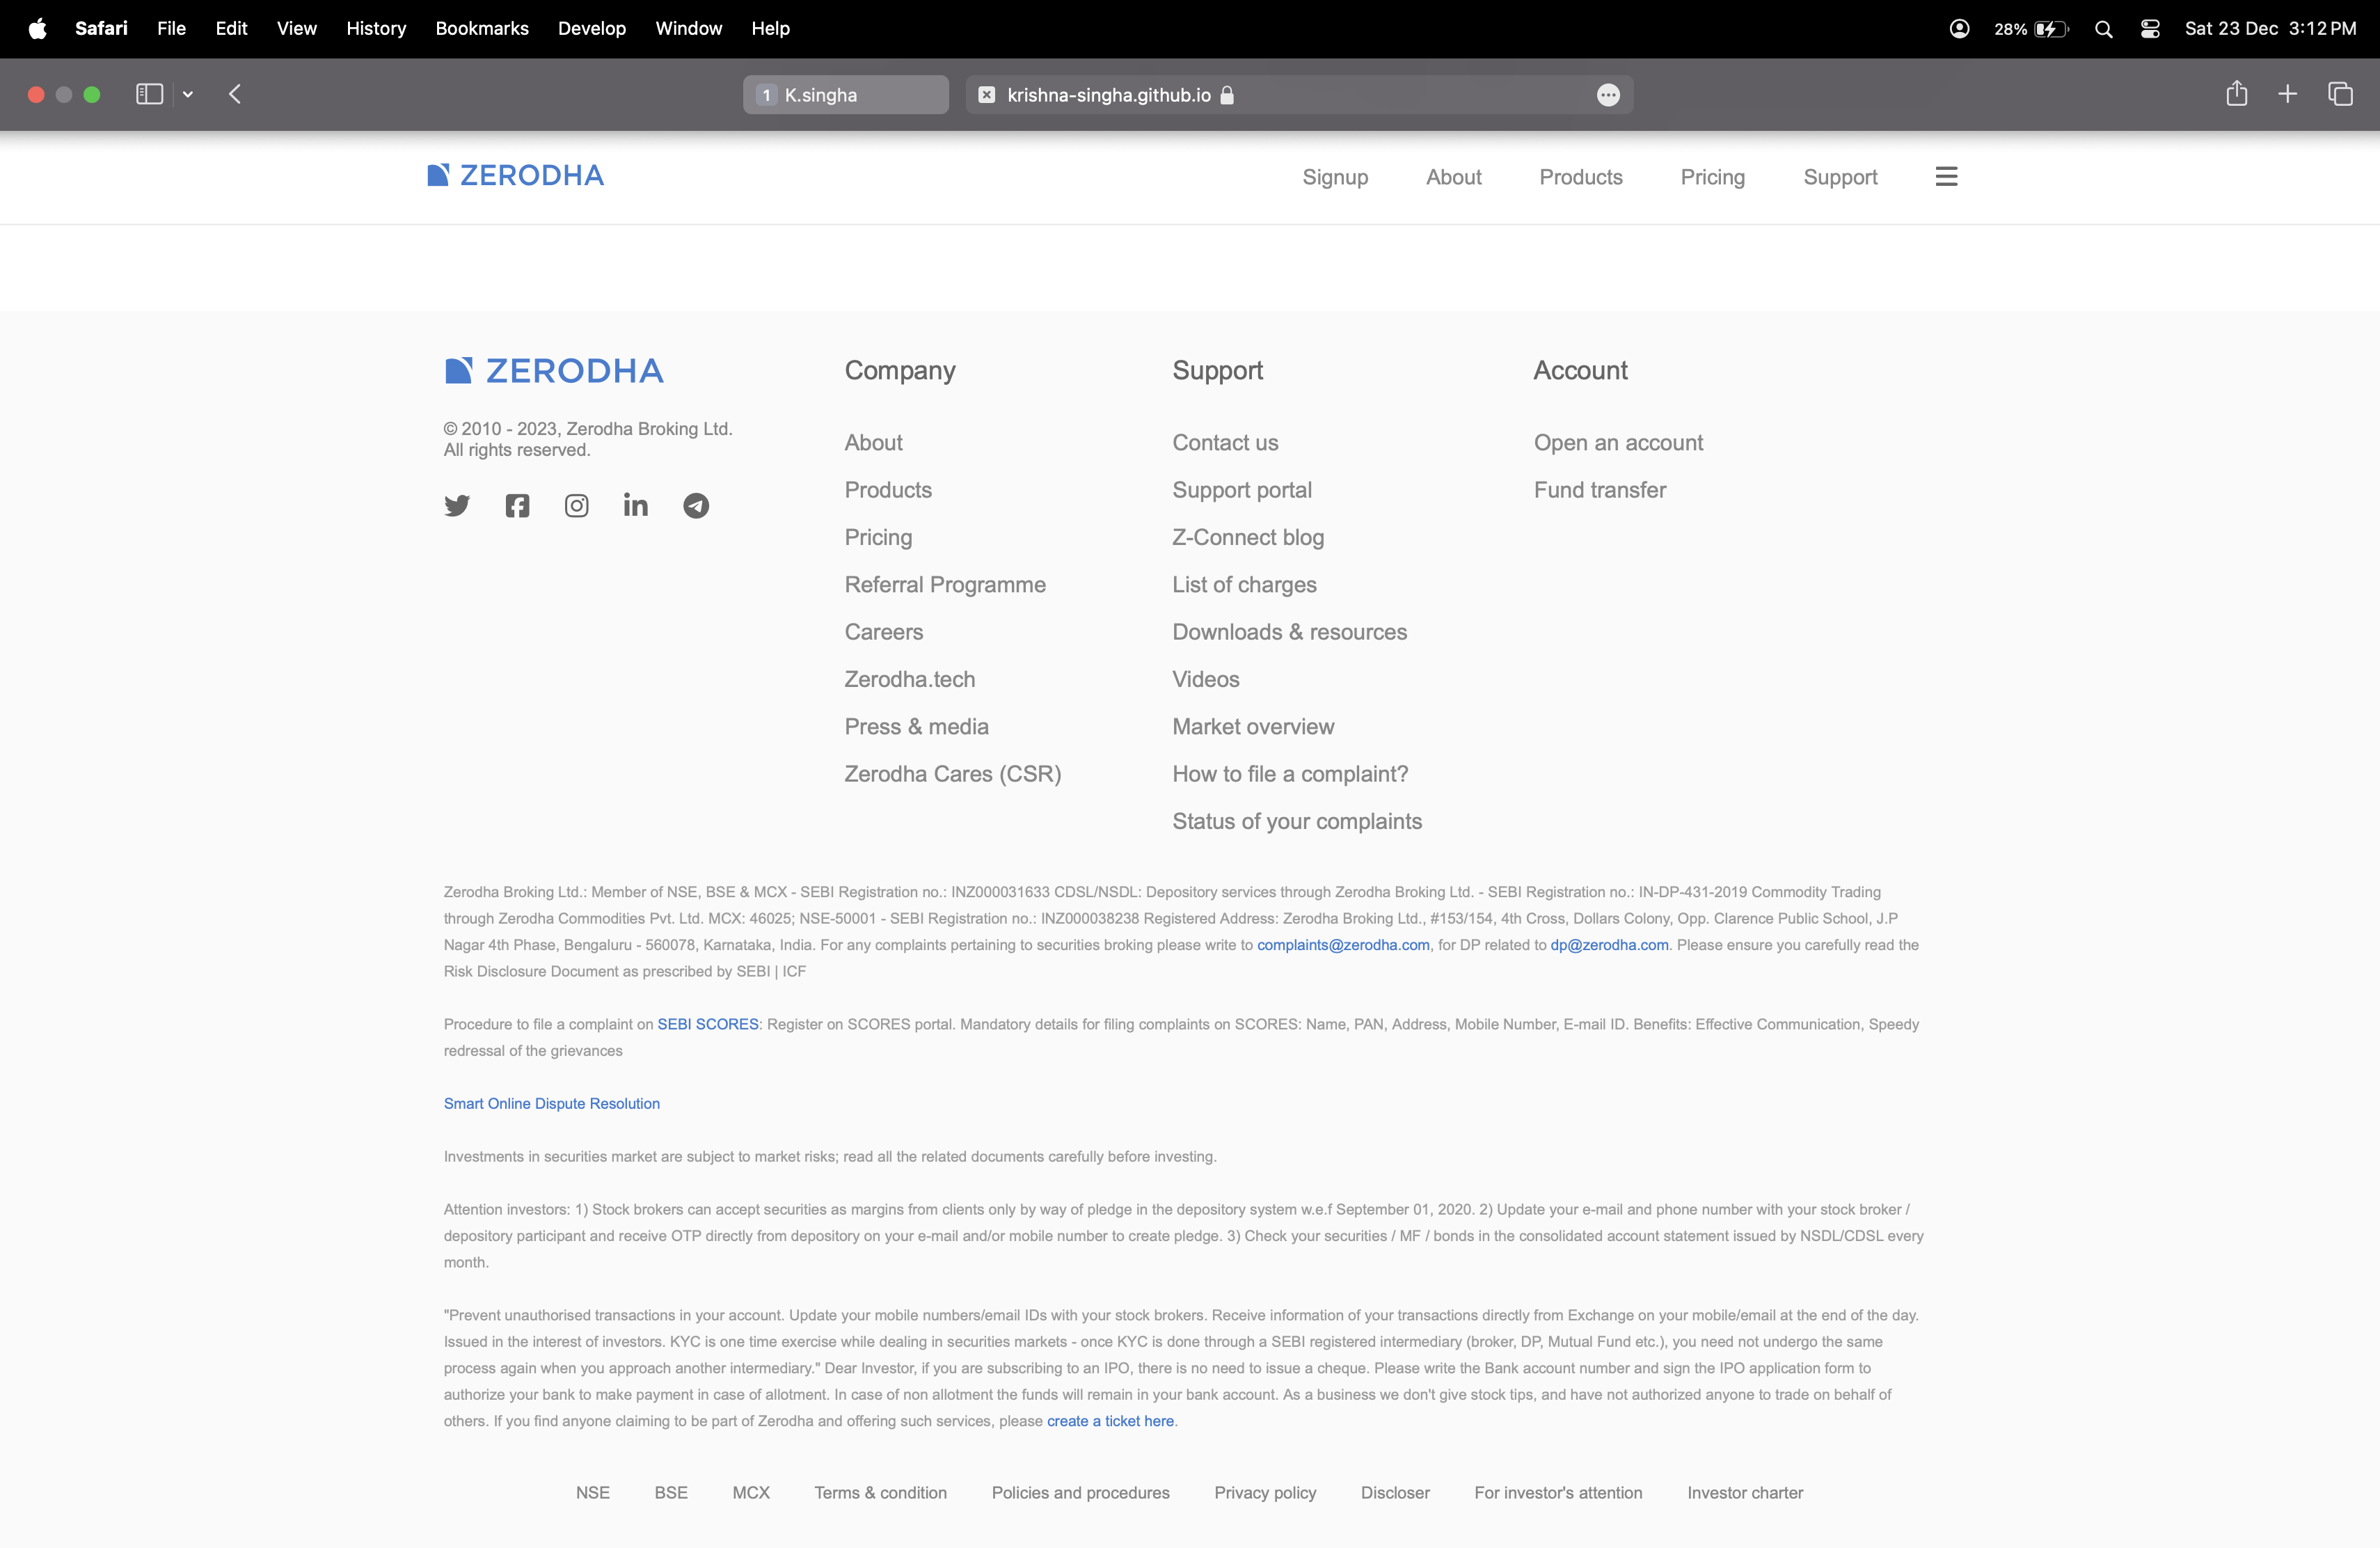 Safari File Edit View History Bookmarks Develop Window Help 28% Sat 23 Dec 3:12 PM
1 K.singha krishna-singha.github.io
ZERODHA Signup About Products Pricing Support
ZERODHA
© 2010 - 2023, Zerodha Broking Ltd.
All rights reserved.
Company
About
Products
Pricing
Referral Programme
Careers
Zerodha.tech
Press & media
Zerodha Cares (CSR)
Support
Contact us
Support portal
Z-Connect blog
List of charges
Downloads & resources
Videos
Market overview
How to file a complaint?
Status of your complaints
Account
Open an account
Fund transfer
Zerodha Broking Ltd.: Member of NSE, BSE & MCX - SEBI Registration no.: INZ000031633 CDSL/NSDL: Depository services through Zerodha Broking Ltd. - SEBI Registration no.: IN-DP-431-2019 Commodity Trading
through Zerodha Commodities Pvt. Ltd. MCX: 46025; NSE-50001 - SEBI Registration no.: INZ000038238 Registered Address: Zerodha Broking Ltd., #153/154, 4th Cross, Dollars Colony, Opp. Clarence Public School, J.P
Nagar 4th Phase, Bengaluru - 560078, Karnataka, India. For any complaints pertaining to securities broking please write to complaints@zerodha.com, for DP related to dp@zerodha.com. Please ensure you carefully read the
Risk Disclosure Document as prescribed by SEBI | ICF
Procedure to file a complaint on SEBI SCORES: Register on SCORES portal. Mandatory details for filing complaints on SCORES: Name, PAN, Address, Mobile Number, E-mail ID. Benefits: Effective Communication, Speedy
redressal of the grievances
Smart Online Dispute Resolution
Investments in securities market are subject to market risks; read all the related documents carefully before investing.
Attention investors: 1) Stock brokers can accept securities as margins from clients only by way of pledge in the depository system w.e.f September 01, 2020. 2) Update your e-mail and phone number with your stock broker /
depository participant and receive OTP directly from depository on your e-mail and/or mobile number to create pledge. 3) Check your securities / MF / bonds in the consolidated account statement issued by NSDL/CDSL every
month.
"Prevent unauthorised transactions in your account. Update your mobile numbers/email IDs with your stock brokers. Receive information of your transactions directly from Exchange on your mobile/email at the end of the day.
Issued in the interest of investors. KYC is one time exercise while dealing in securities markets - once KYC is done through a SEBI registered intermediary (broker, DP, Mutual Fund etc.), you need not undergo the same
process again when you approach another intermediary." Dear Investor, if you are subscribing to an IPO, there is no need to issue a cheque. Please write the Bank account number and sign the IPO application form to
authorize your bank to make payment in case of allotment. In case of non allotment the funds will remain in your bank account. As a business we don't give stock tips, and have not authorized anyone to trade on behalf of
others. If you find anyone claiming to be part of Zerodha and offering such services, please create a ticket here.
NSE BSE MCX Terms & condition Policies and procedures Privacy policy Discloser For investor's attention Investor charter